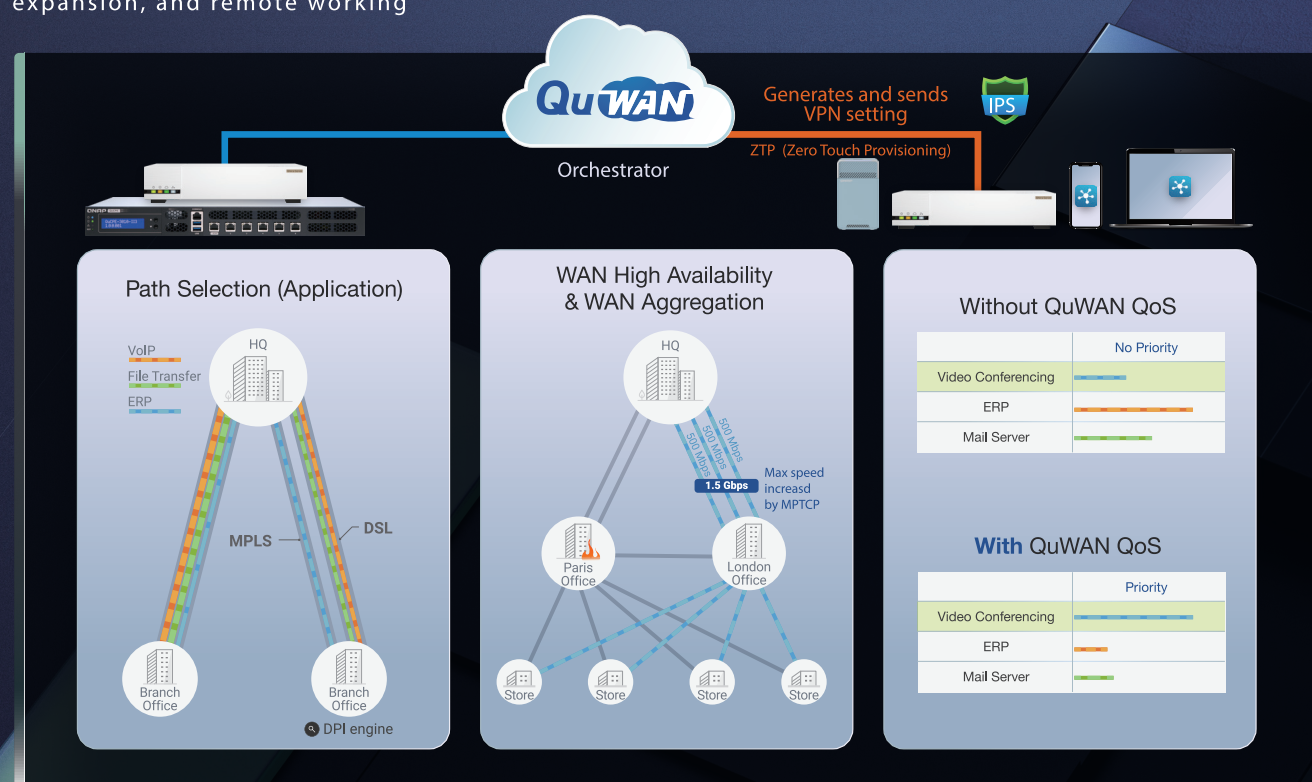 expansion, and remote working
QuWAN
Orchestrator
Generates and sends
VPN setting
ZTP (Zero Touch Provisioning)
IPS
QNAP
Path Selection (Application)
VoIP
File Transfer
ERP
HQ
MPLS
DSL
Branch
Office
Branch
Office
DPI engine
WAN High Availability
& WAN Aggregation
HQ
500 Mbps
500 Mbps
500 Mbps
1.5 Gbps
Max speed
increasd
by MPTCP
Paris
Office
London
Office
Store
Store
Store
Store
Without QuWAN QoS
No Priority
Video Conferencing
ERP
Mail Server
With QuWAN QoS
Priority
Video Conferencing
ERP
Mail Server